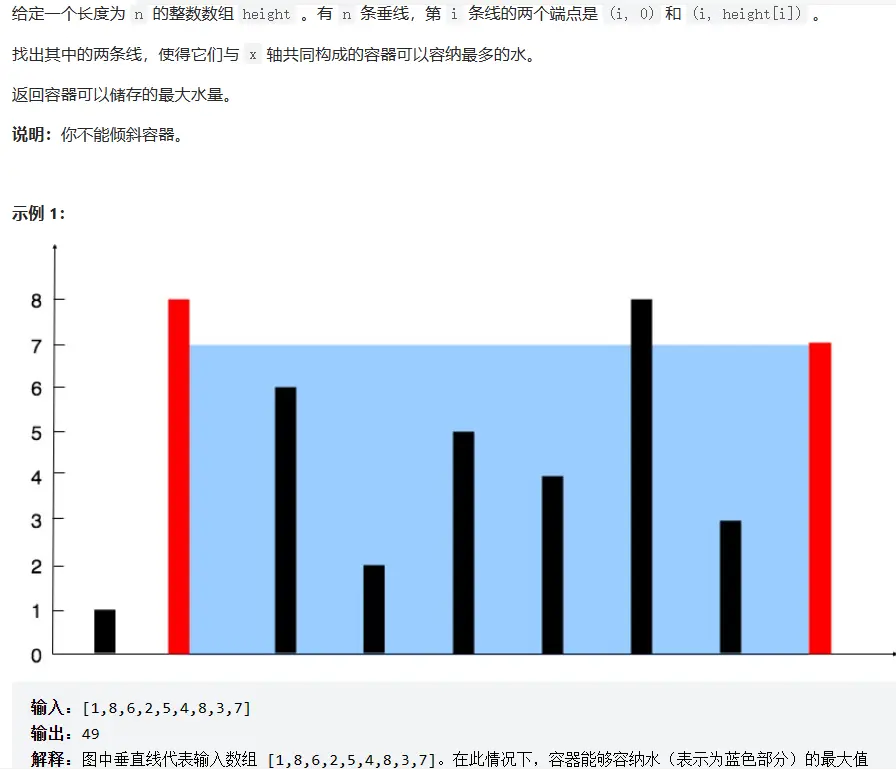 给定一个长度为 n 的整数数组 height 。有 n 条垂线，第 i 条线的两个端点是 (i, 0) 和 (i, height[i]) 。
找出其中的两条线，使得它们与 x 轴共同构成的容器可以容纳最多的水。
返回容器可以储存的最大水量。
说明：你不能倾斜容器。
示例 1：
8
7
6
5
4
3
2
1
0
输入：[1,8,6,2,5,4,8,3,7]
输出：49
解释：图中垂直线代表输入数组 [1,8,6,2,5,4,8,3,7]。在此情况下，容器能够容纳水（表示为蓝色部分）的最大值